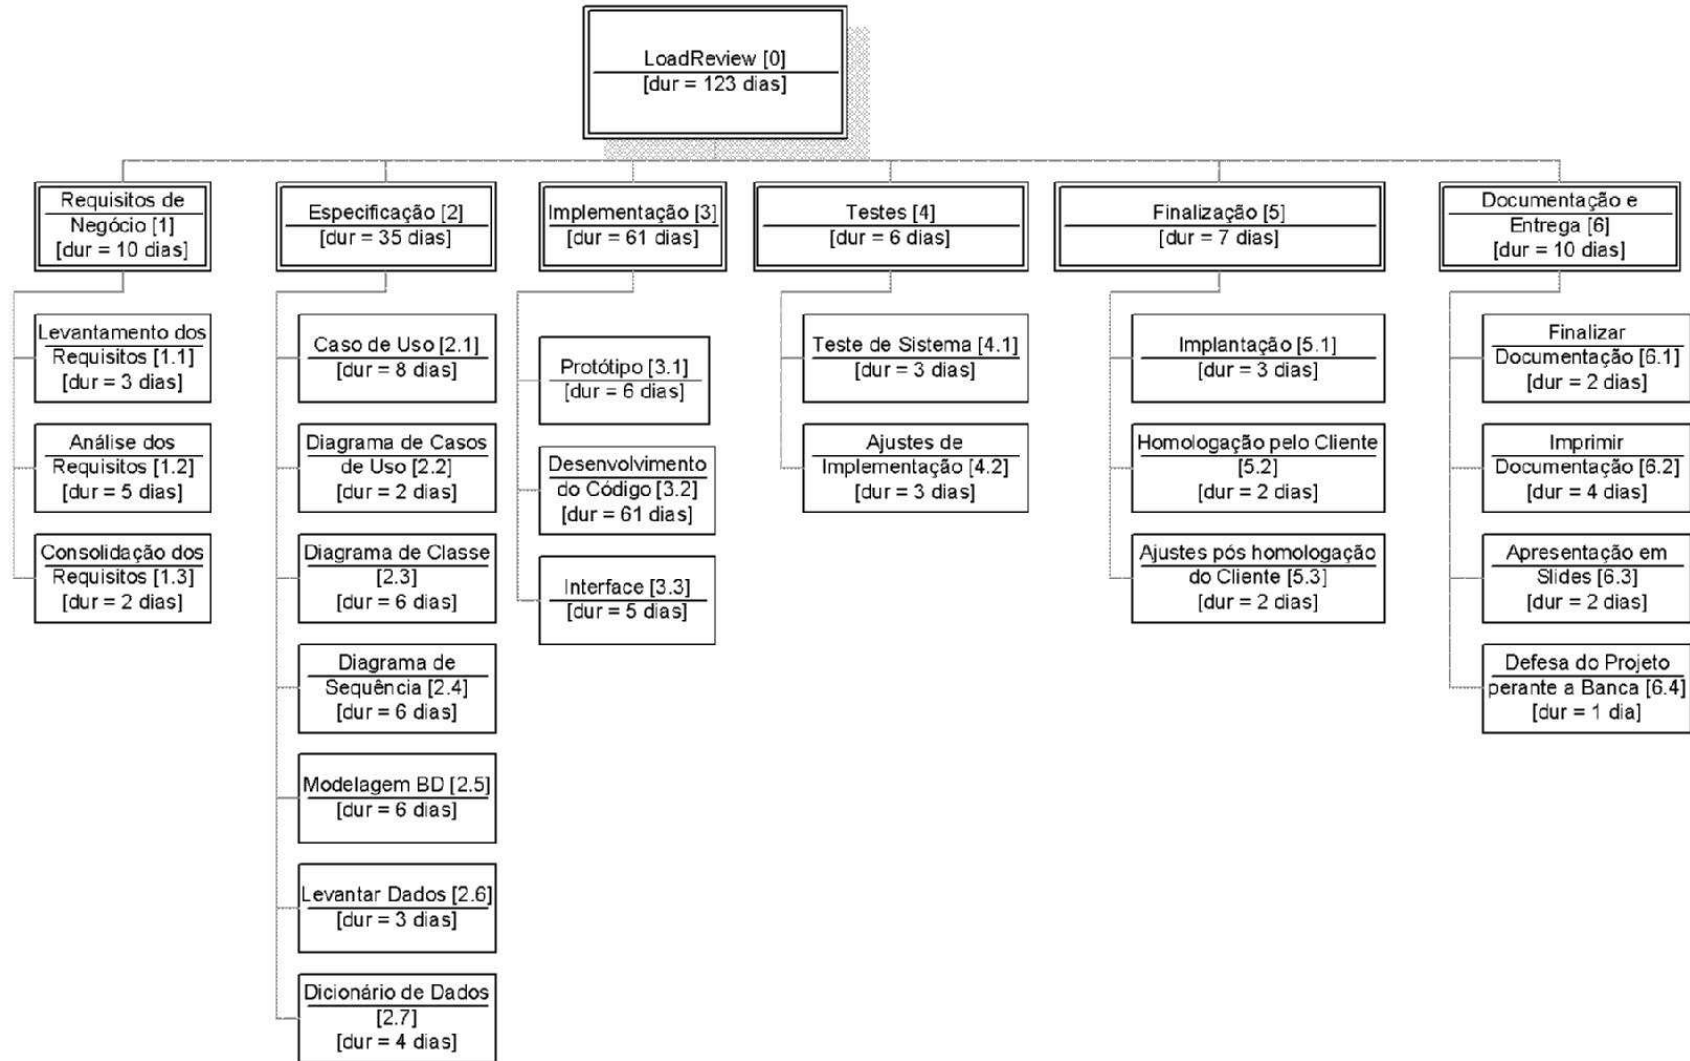 LoadReview [0]
[dur = 123 dias]
Requisitos de
Negócio [1]
[dur = 10 dias]
Especificação [2]
[dur = 35 dias]
Implementação [3]
[dur = 61 dias]
Testes [4]
[dur = 6 dias]
Finalização [5]
[dur = 7 dias]
Documentação e
Entrega [6]
[dur = 10 dias]
Levantamento dos
Requisitos [1.1]
[dur = 3 dias]
Análise dos
Requisitos [1.2]
[dur = 5 dias]
Consolidação dos
Requisitos [1.3]
[dur = 2 dias]
Caso de Uso [2.1]
[dur = 8 dias]
Diagrama de Casos
de Uso [2.2]
[dur = 2 dias]
Diagrama de Classe
[2.3]
[dur = 6 dias]
Diagrama de
Sequência [2.4]
[dur = 6 dias]
Modelagem BD [2.5]
[dur = 6 dias]
Levantar Dados [2.6]
[dur = 3 dias]
Dicionário de Dados
[2.7]
[dur = 4 dias]
Protótipo [3.1]
[dur = 6 dias]
Desenvolvimento
do Código [3.2]
[dur = 61 dias]
Interface [3.3]
[dur = 5 dias]
Teste de Sistema [4.1]
[dur = 3 dias]
Ajustes de
Implementação [4.2]
[dur = 3 dias]
Implantação [5.1]
[dur = 3 dias]
Homologação pelo Cliente
[5.2]
[dur = 2 dias]
Ajustes pós homologação
do Cliente [5.3]
[dur = 2 dias]
Finalizar
Documentação [6.1]
[dur = 2 dias]
Imprimir
Documentação [6.2]
[dur = 4 dias]
Apresentação em
Slides [6.3]
[dur = 2 dias]
Defesa do Projeto
perante a Banca [6.4]
[dur = 1 dia]